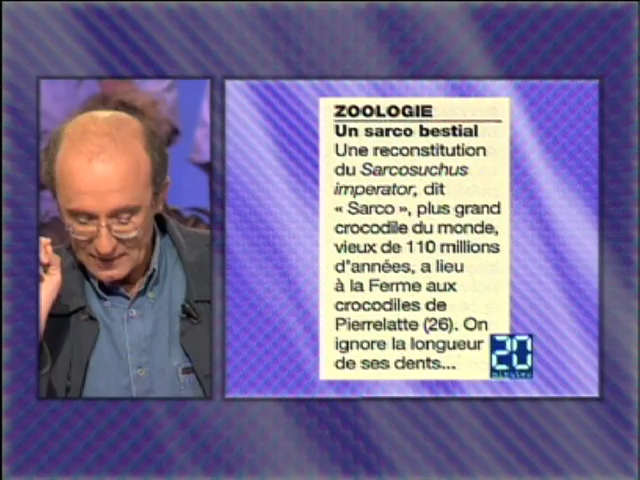 ZOOLOGIE
Un sarco bestial
Une reconstitution
du Sarcosuchus
imperator, dit
« Sarco », plus grand
crocodile du monde,
vieux de 110 millions
d'années, a lieu
à la Ferme aux
crocodiles de
Pierrelatte (26). On
ignore la longueur
de ses dents...
20